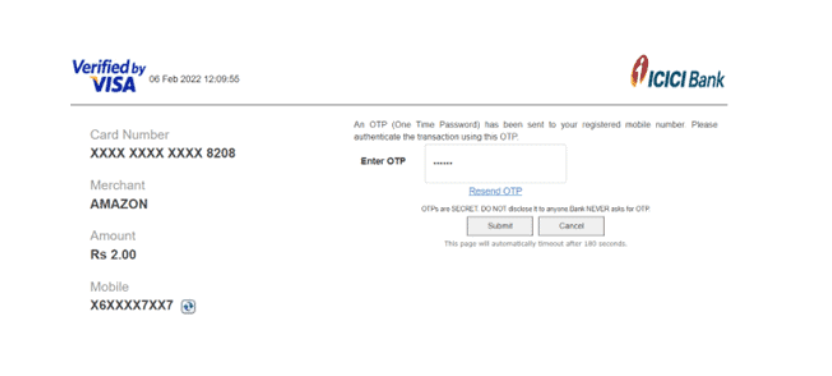 Verified by
VISA
06 Feb 2022 12:09:55
ICICI Bank
Card Number
XXXX XXXX XXXX 8208
Merchant
AMAZON
Amount
Rs 2.00
Mobile
X6XXXX7XX7
An OTP (One Time Password) has been sent to your registered mobile number. Please
authenticate the transaction using this OTP.
Enter OTP
Resend OTP
OTPs are SECRET. DO NOT disclose it to anyone.Bank NEVER asks for OTP.
Submit Cancel
This page will automatically timeout after 180 seconds.